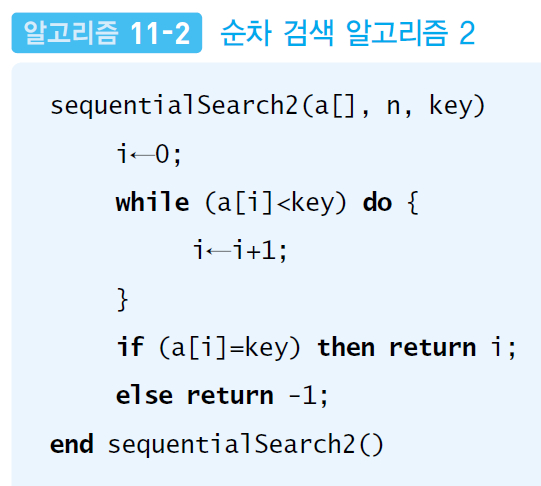 알고리즘 11-2 순차 검색 알고리즘 2
sequentialSearch2(a[], n, key)
i←0;
while (a[i]<key) do {
i←i+1;
}
if (a[i]=key) then return i;
else return -1;
end sequentialSearch2()